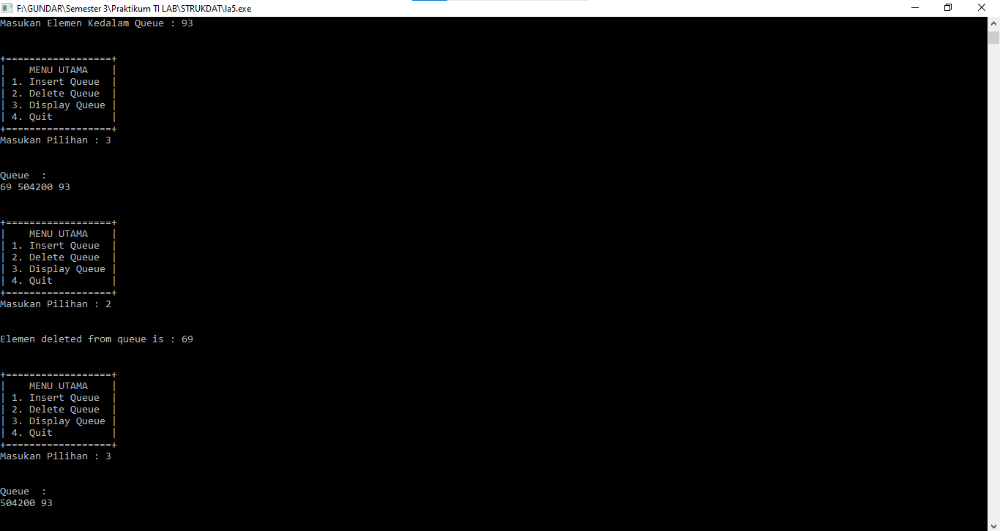 F:\GUNDAR\Semester 3\Praktikum TI LAB\STRUKDAT\la5.exe
Masukan Elemen Kedalam Queue : 93
+==================+
|    MENU UTAMA    |
| 1. Insert Queue  |
| 2. Delete Queue  |
| 3. Display Queue |
| 4. Quit          |
+==================+
Masukan Pilihan : 3
Queue  :
69 504200 93
+==================+
|    MENU UTAMA    |
| 1. Insert Queue  |
| 2. Delete Queue  |
| 3. Display Queue |
| 4. Quit          |
+==================+
Masukan Pilihan : 2
Elemen deleted from queue is : 69
+==================+
|    MENU UTAMA    |
| 1. Insert Queue  |
| 2. Delete Queue  |
| 3. Display Queue |
| 4. Quit          |
+==================+
Masukan Pilihan : 3
Queue  :
504200 93